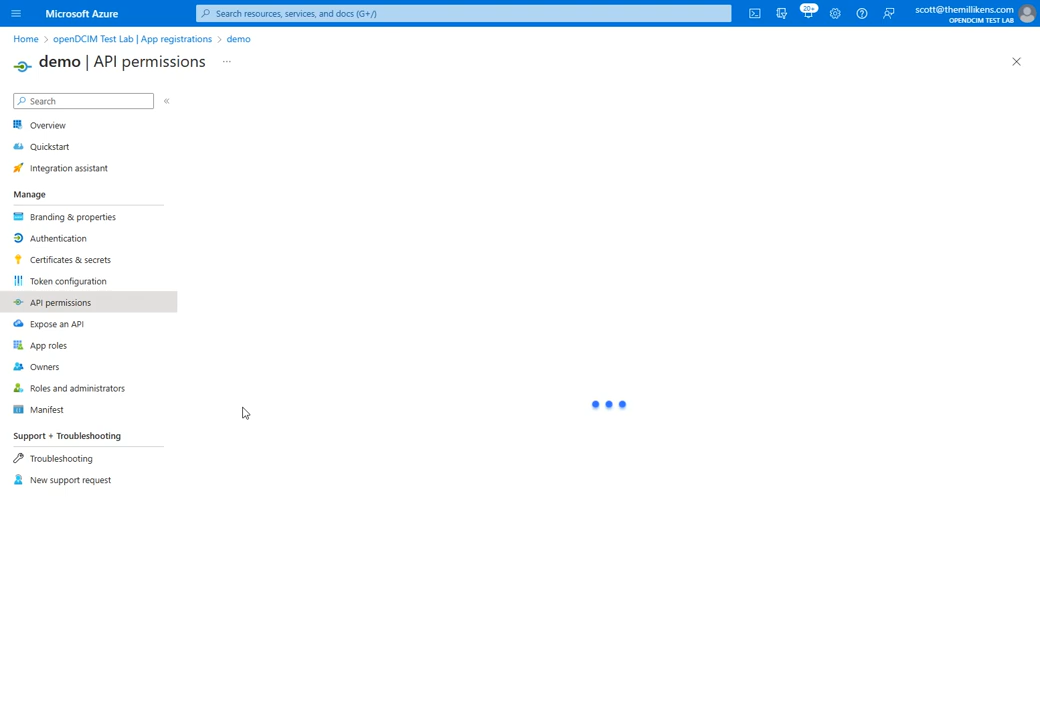 Microsoft Azure
Search resources, services, and docs (G+/)
20+
scott@themillikens.com
OPENDCIM TEST LAB
Home > openDCIM Test Lab | App registrations > demo
demo | API permissions ...
Search
«
Overview
Quickstart
Integration assistant
Manage
Branding & properties
Authentication
Certificates & secrets
Token configuration
API permissions
Expose an API
App roles
Owners
Roles and administrators
Manifest
Support + Troubleshooting
Troubleshooting
New support request